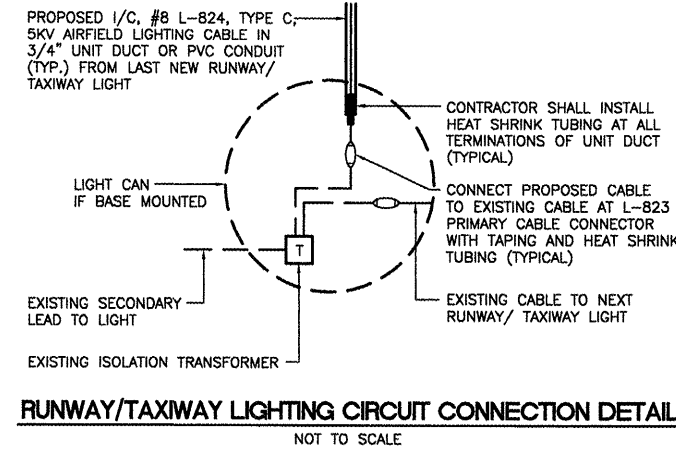 PROPOSED 1/C, #8 L-824, TYPE C,
5KV AIRFIELD LIGHTING CABLE IN
3/4" UNIT DUCT OR PVC CONDUIT
(TYP.) FROM LAST NEW RUNWAY/
TAXIWAY LIGHT
CONTRACTOR SHALL INSTALL
HEAT SHRINK TUBING AT ALL
TERMINATIONS OF UNIT DUCT
(TYPICAL)
LIGHT CAN
IF BASE MOUNTED
CONNECT PROPOSED CABLE
TO EXISTING CABLE AT L-823
PRIMARY CABLE CONNECTOR
WITH TAPING AND HEAT SHRINK
TUBING (TYPICAL)
T
EXISTING SECONDARY
LEAD TO LIGHT
EXISTING CABLE TO NEXT
RUNWAY/ TAXIWAY LIGHT
EXISTING ISOLATION TRANSFORMER
RUNWAY/TAXIWAY LIGHTING CIRCUIT CONNECTION DETAIL
NOT TO SCALE